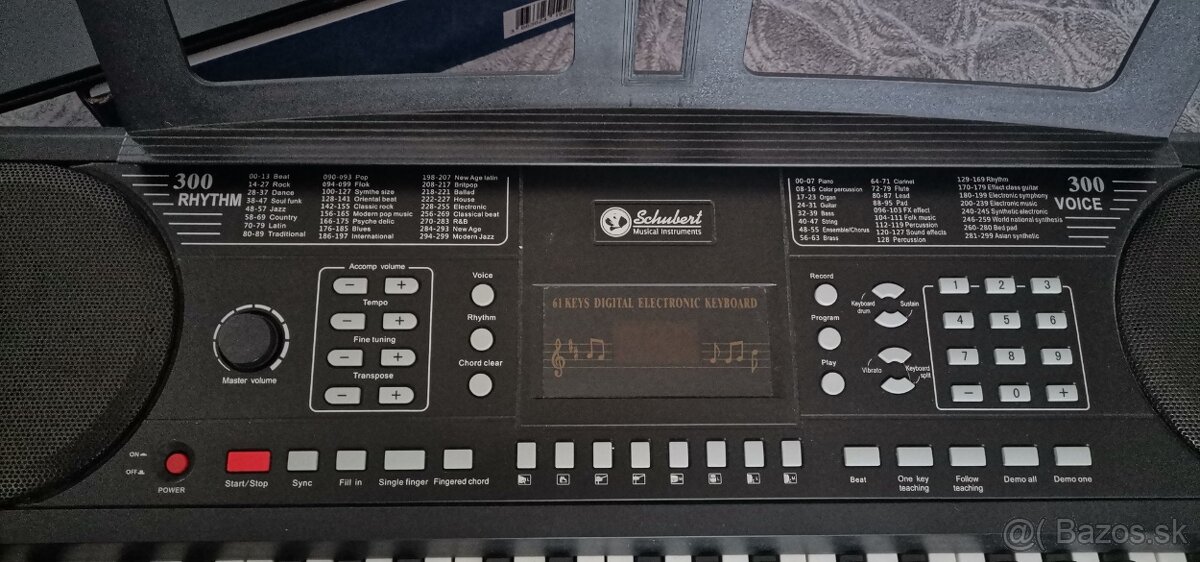 300
RHYTHM
00-13 Beat
14-27 Rock
28-37 Dance
38-47 Soul funk
48-57 Jazz
58-69 Country
70-79 Latin
80-89 Traditional
090-093 Pop
094-099 Flok
100-127 Synthe size
128-141 Oriental beat
142-155 Classic rock
156-165 Modern pop music
166-175 Psyche delic
176-185 Blues
186-197 International
198-207 New Age latin
208-217 Britpop
218-221 Balled
222-227 House
228-255 Electronic
256-269 Classical beat
270-283 R&B
284-293 New Age
294-299 Modern Jazz
Schubert
Musical Instruments
00-07 Piano
08-16 Color percussion
17-23 Organ
24-31 Guitar
32-39 Bass
40-47 String
48-55 Ensemble/Chorus
56-63 Brass
64-71 Clarinet
72-79 Flute
80-87 Lead
88-95 Pad
096-103 FX effect
104-111 Folk music
112-119 Percussion
120-127 Sound affects
128 Percussion
129-169 Rhythm
170-179 Effect class guitar
180-199 Electronic symphony
200-239 Electronic music
240-245 Synthetic electronic
246-259 World national synthesis
260-280 Bed pad
281-299 Asian synthetic
300
VOICE
Accomp volume
− +
Tempo
− +
Fine tuning
− +
Transpose
− +
Master volume
Voice
Rhythm
Chord clear
61 KEYS DIGITAL ELECTRONIC KEYBOARD
Record
Program
Play
Keyboard drum
Sustain
Vibrato
Keyboard split
1 2 3
4 5 6
7 8 9
− 0 +
ON
OFF
POWER
Start/Stop
Sync
Fill in
Single finger
Fingered chord
Beat
One key teaching
Follow teaching
Demo all
Demo one
@( Bazos.sk